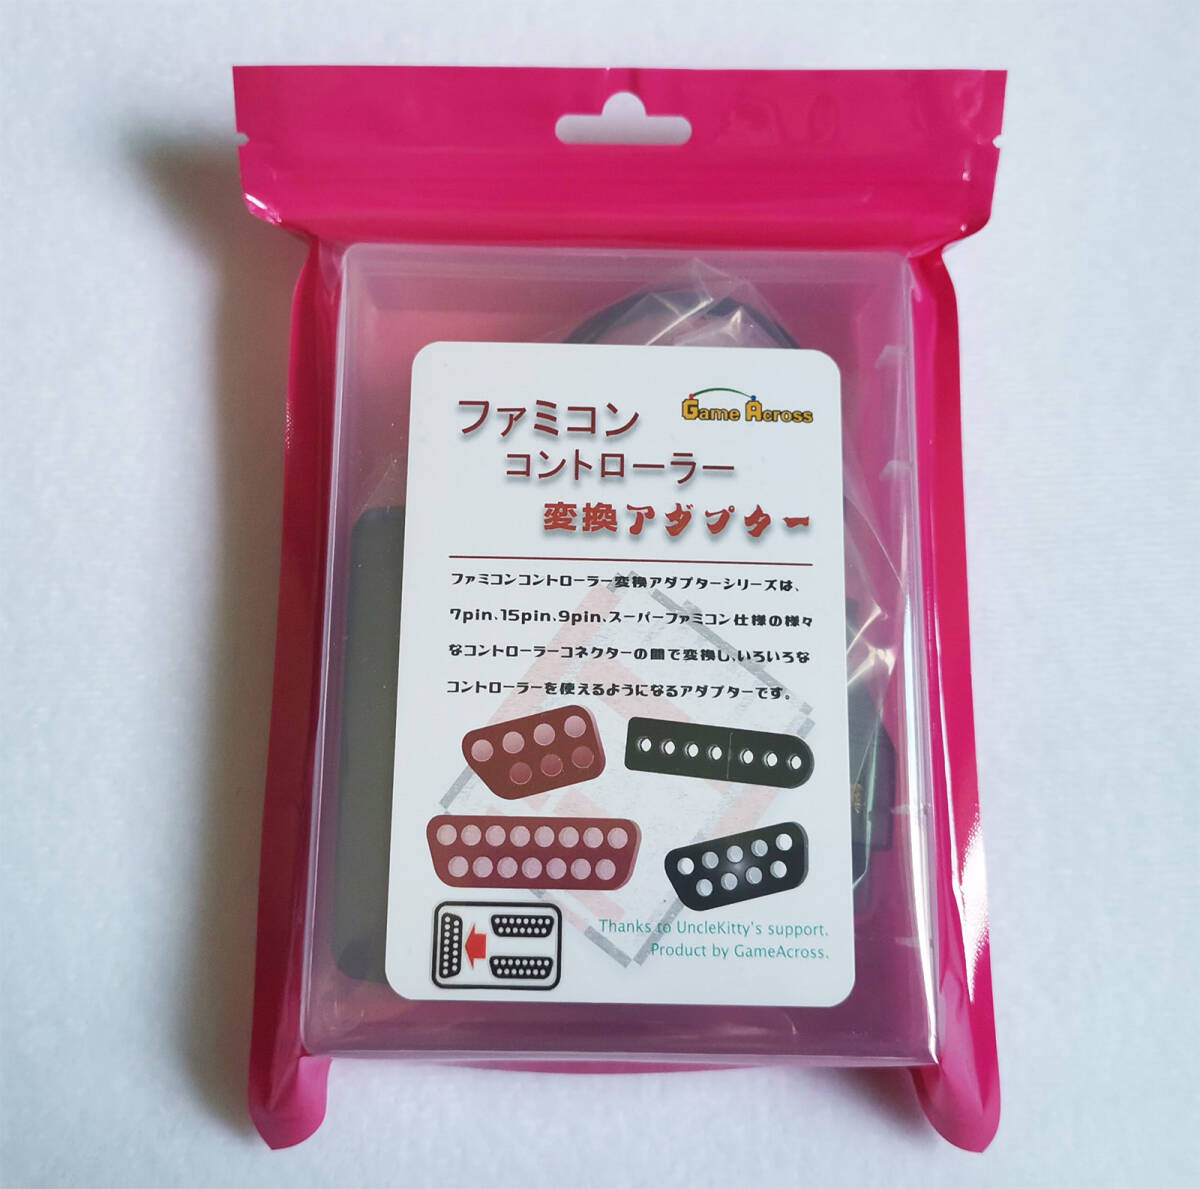 Game Across
ファミコン
コントローラー
変換アダプター
ファミコンコントローラー変換アダプターシリーズは、
7pin、15pin、9pin、スーパーファミコン仕様の様々
なコントローラーコネクターの間で変換し、いろいろな
コントローラーを使えるようになるアダプターです。
Thanks to UncleKitty's support.
Product by GameAcross.